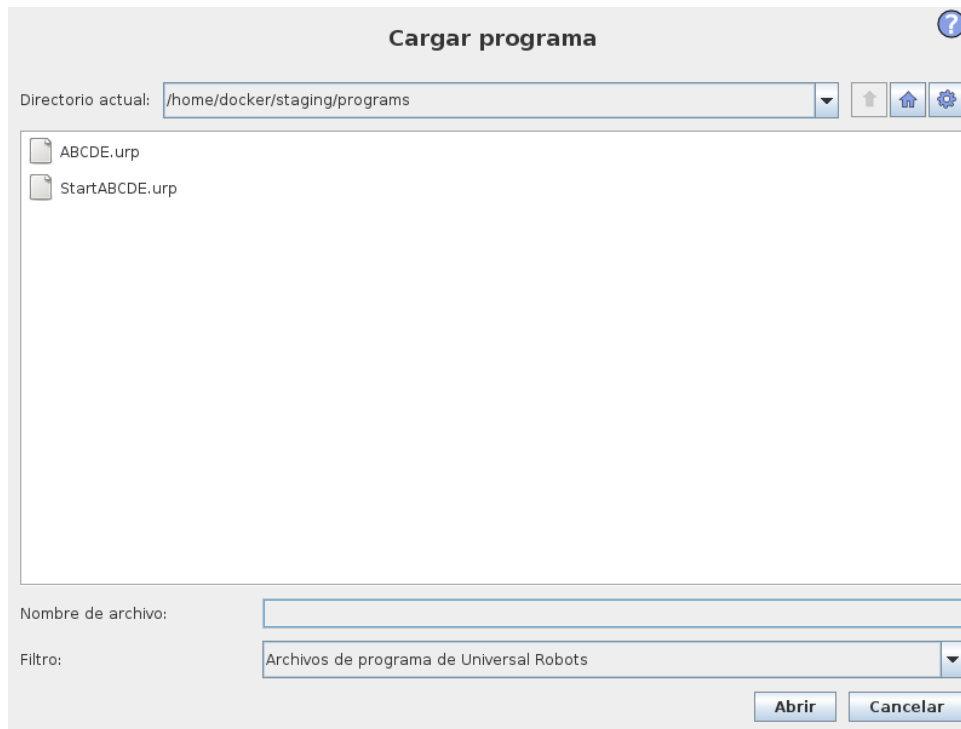 Cargar programa
?
Directorio actual: /home/docker/staging/programs
ABCDE.urp
StartABCDE.urp
Nombre de archivo:
Filtro: Archivos de programa de Universal Robots
Abrir Cancelar